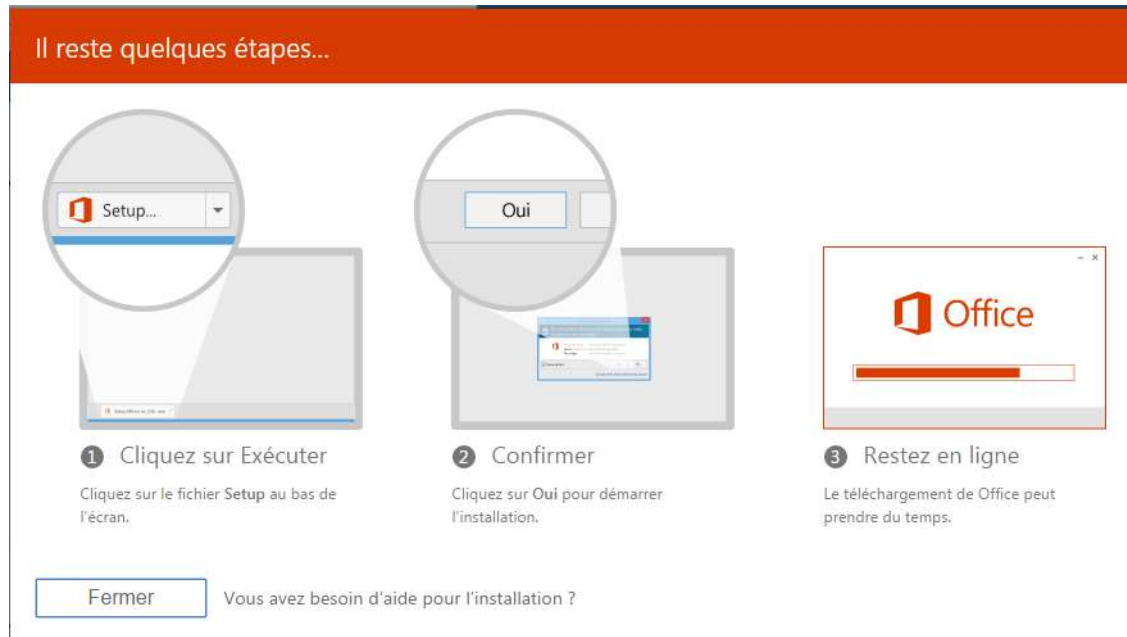 Il reste quelques étapes...
Setup...
Oui
Office
1 Cliquez sur Exécuter
Cliquez sur le fichier Setup au bas de
l'écran.
2 Confirmer
Cliquez sur Oui pour démarrer
l'installation.
3 Restez en ligne
Le téléchargement de Office peut
prendre du temps.
Fermer
Vous avez besoin d'aide pour l'installation ?